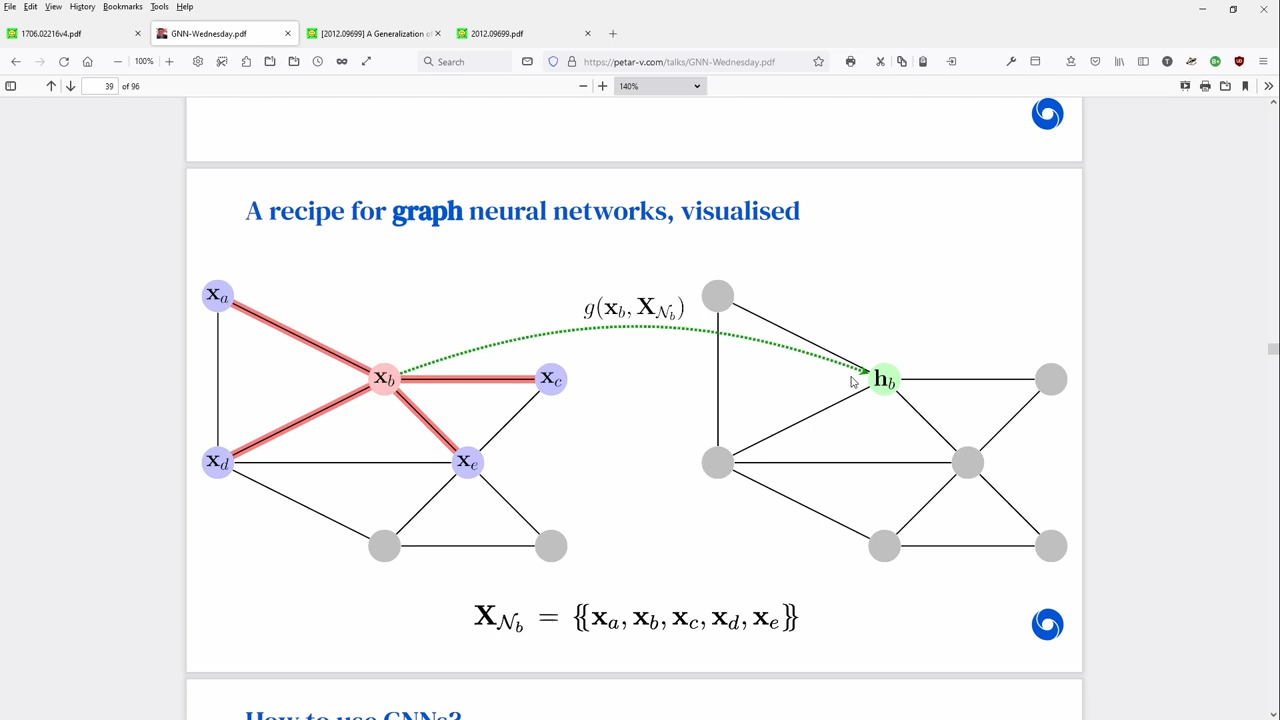 File Edit View History Bookmarks Tools Help
1706.02216v4.pdf GNN-Wednesday.pdf [2012.09699] A Generalization of 2012.09699.pdf
100% Search https://petar-v.com/talks/GNN-Wednesday.pdf
39 of 96 140%
A recipe for graph neural networks, visualised
x_a g(x_b, X_{N_b})
x_b x_c h_b
x_d x_e
X_{N_b} = {{x_a, x_b, x_c, x_d, x_e}}
How to use GNNs?